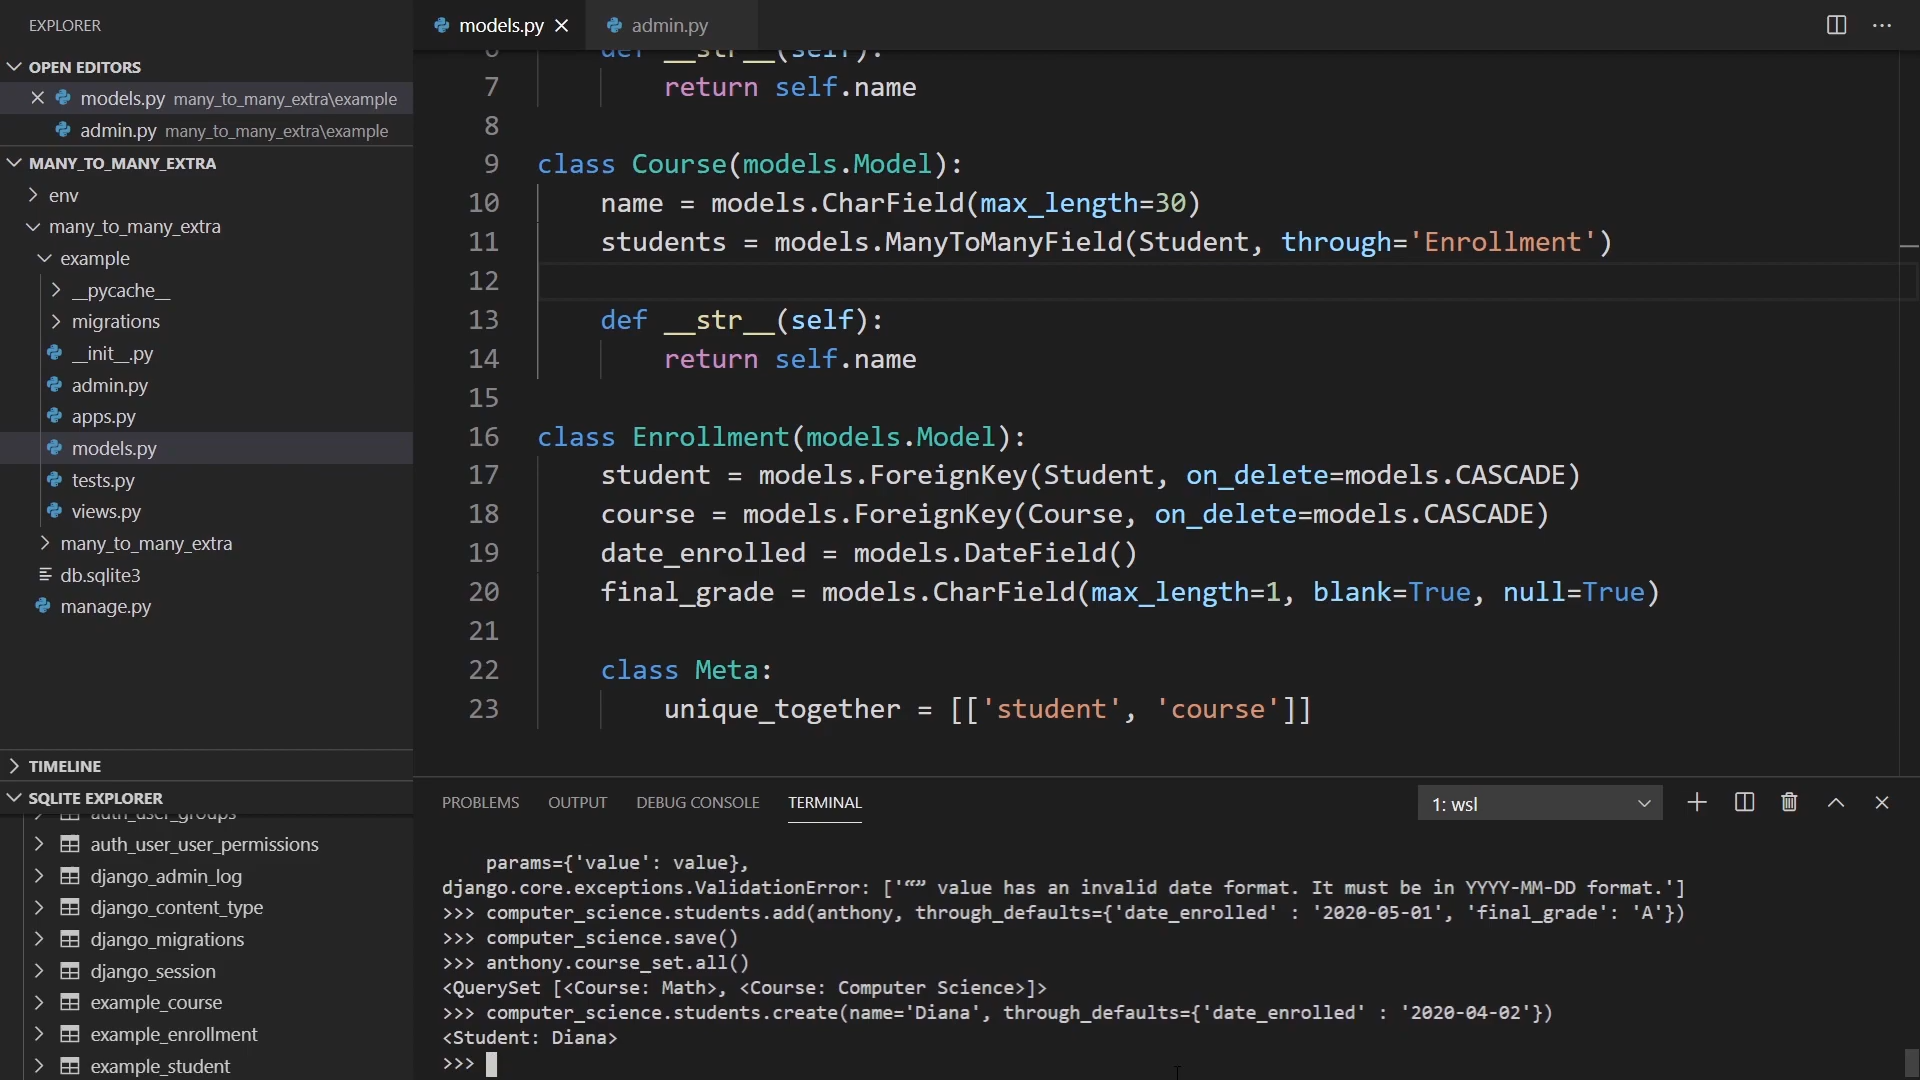 EXPLORER
OPEN EDITORS
models.py many_to_many_extra\example
admin.py many_to_many_extra\example
MANY_TO_MANY_EXTRA
env
many_to_many_extra
example
__pycache__
migrations
__init__.py
admin.py
apps.py
models.py
tests.py
views.py
many_to_many_extra
db.sqlite3
manage.py
TIMELINE
SQLITE EXPLORER
auth_user_groups
auth_user_user_permissions
django_admin_log
django_content_type
django_migrations
django_session
example_course
example_enrollment
example_student
models.py
admin.py
6 def __str__(self):
7 return self.name
8
9 class Course(models.Model):
10 name = models.CharField(max_length=30)
11 students = models.ManyToManyField(Student, through='Enrollment')
12
13 def __str__(self):
14 return self.name
15
16 class Enrollment(models.Model):
17 student = models.ForeignKey(Student, on_delete=models.CASCADE)
18 course = models.ForeignKey(Course, on_delete=models.CASCADE)
19 date_enrolled = models.DateField()
20 final_grade = models.CharField(max_length=1, blank=True, null=True)
21
22 class Meta:
23 unique_together = [['student', 'course']]
PROBLEMS OUTPUT DEBUG CONSOLE TERMINAL
1: wsl
params={'value': value},
django.core.exceptions.ValidationError: ['“” value has an invalid date format. It must be in YYYY-MM-DD format.']
>>> computer_science.students.add(anthony, through_defaults={'date_enrolled' : '2020-05-01', 'final_grade': 'A'})
>>> computer_science.save()
>>> anthony.course_set.all()
<QuerySet [<Course: Math>, <Course: Computer Science>]>
>>> computer_science.students.create(name='Diana', through_defaults={'date_enrolled' : '2020-04-02'})
<Student: Diana>
>>>